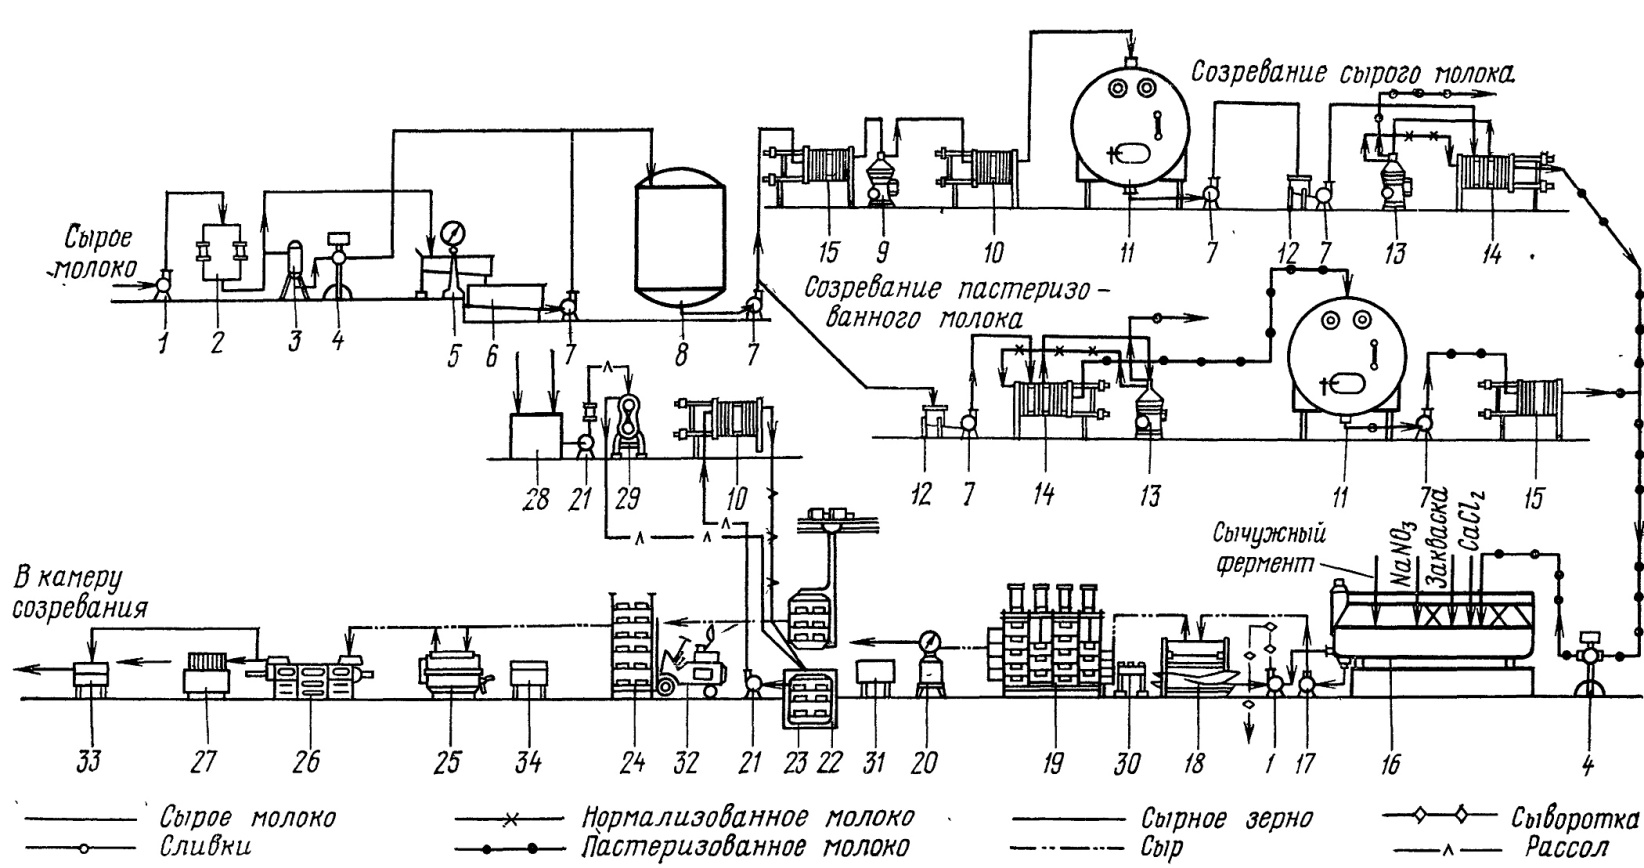 Созревание сырого молока
Сырое
молоко
15 9 10 11 7 12 7 13 14
Созревание пастеризо-
ванного молока
1 2 3 4 5 6 7 8 7
12 7 14 13 11 7 15
28 21 29 10
Сычужный
фермент
NaNO3
Закваска
CaCl2
В камеру
созревания
33 27 26 25 34 24 32 21 23 22 31 20 19 30 18 1 17 16 4
Сырое молоко
Нормализованное молоко
Сырное зерно
Сыворотка
Сливки
Пастеризованное молоко
Сыр
Рассол